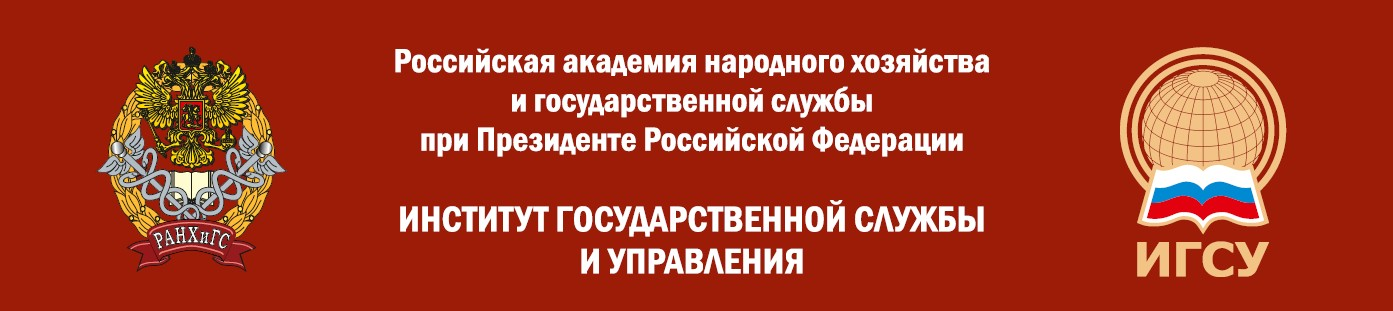 Российская академия народного хозяйства
и государственной службы
при Президенте Российской Федерации
ИНСТИТУТ ГОСУДАРСТВЕННОЙ СЛУЖБЫ
И УПРАВЛЕНИЯ
РАНХиГС
ИГСУ